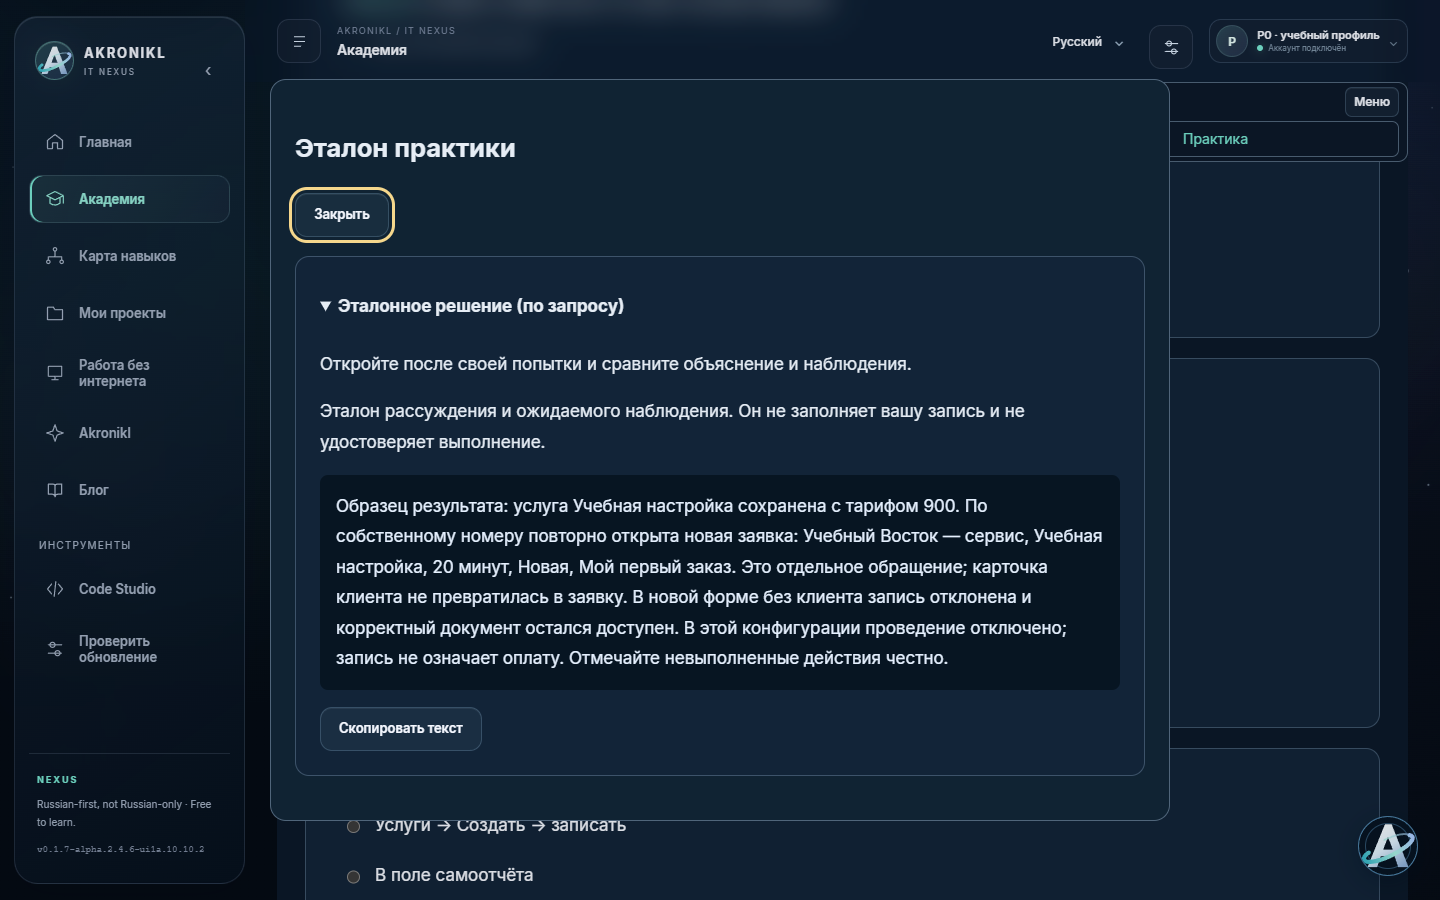 AKRONIKL
IT NEXUS
Главная
Академия
Карта навыков
Мои проекты
Работа без
интернета
Akronikl
Блог
ИНСТРУМЕНТЫ
Code Studio
Проверить
обновление
NEXUS
Russian-first, not Russian-only · Free
to learn.
v0.1.7-alpha.2.4.6-ui1a.10.10.2
AKRONIKL / IT NEXUS
Академия
Русский
P
P0 - учебный профиль
Аккаунт подключён
Меню
Практика
Эталон практики
Закрыть
▼ Эталонное решение (по запросу)
Откройте после своей попытки и сравните объяснение и наблюдения.
Эталон рассуждения и ожидаемого наблюдения. Он не заполняет вашу запись и не
удостоверяет выполнение.
Образец результата: услуга Учебная настройка сохранена с тарифом 900. По
собственному номеру повторно открыта новая заявка: Учебный Восток — сервис, Учебная
настройка, 20 минут, Новая, Мой первый заказ. Это отдельное обращение; карточка
клиента не превратилась в заявку. В новой форме без клиента запись отклонена и
корректный документ остался доступен. В этой конфигурации проведение отключено;
запись не означает оплату. Отмечайте невыполненные действия честно.
Скопировать текст
Услуги → Создать → записать
В поле самоотчёта